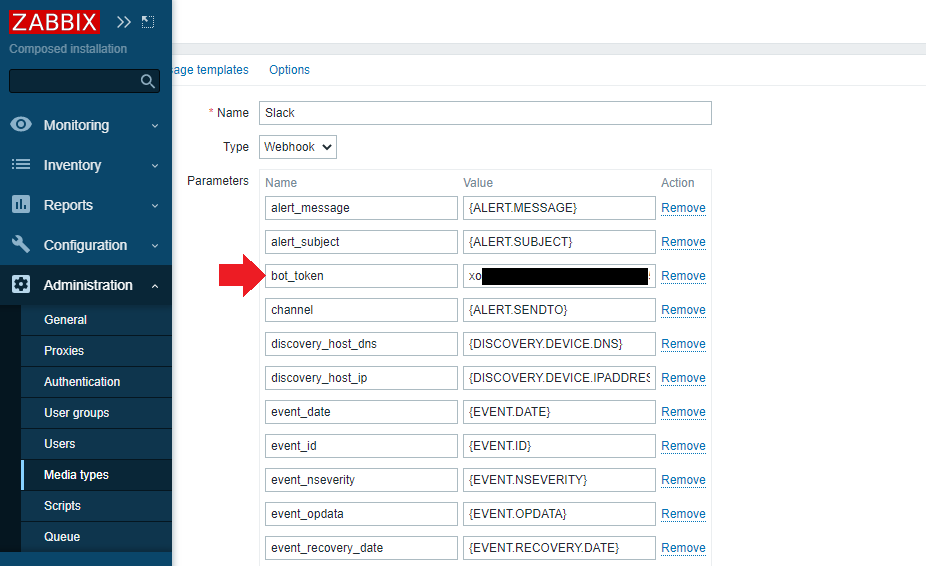 ZABBIX
Composed installation
Monitoring
Inventory
Reports
Configuration
Administration
General
Proxies
Authentication
User groups
Users
Media types
Scripts
Queue
sage templates Options
* Name Slack
Type Webhook
Parameters Name Value Action
alert_message {ALERT.MESSAGE} Remove
alert_subject {ALERT.SUBJECT} Remove
bot_token xo Remove
channel {ALERT.SENDTO} Remove
discovery_host_dns {DISCOVERY.DEVICE.DNS} Remove
discovery_host_ip {DISCOVERY.DEVICE.IPADDRES Remove
event_date {EVENT.DATE} Remove
event_id {EVENT.ID} Remove
event_nseverity {EVENT.NSEVERITY} Remove
event_opdata {EVENT.OPDATA} Remove
event_recovery_date {EVENT.RECOVERY.DATE} Remove